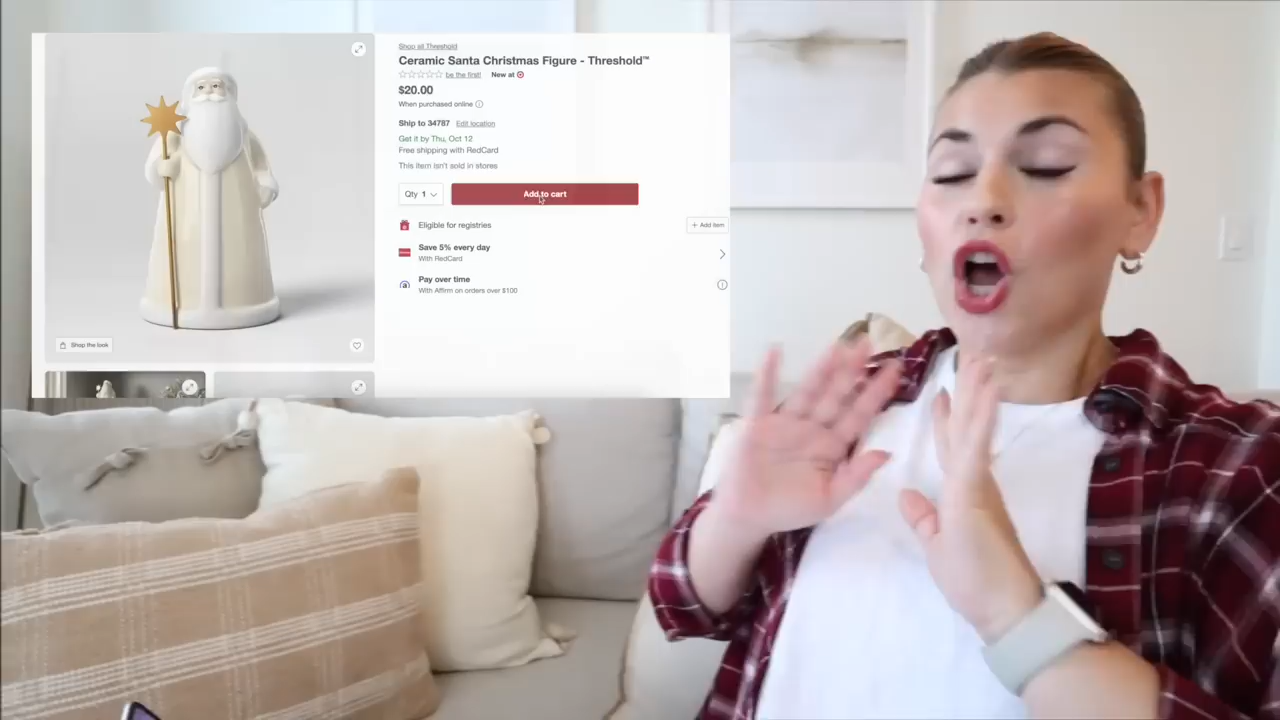 Shop all Threshold
Ceramic Santa Christmas Figure - Threshold™
be the first! New at
$20.00
When purchased online
Ship to 34787 Edit location
Get it by Thu, Oct 12
Free shipping with RedCard
This item isn't sold in stores
Qty 1 Add to cart
Eligible for registries
+ Add item
Save 5% every day
With RedCard
Pay over time
With Affirm on orders over $100
Shop the look